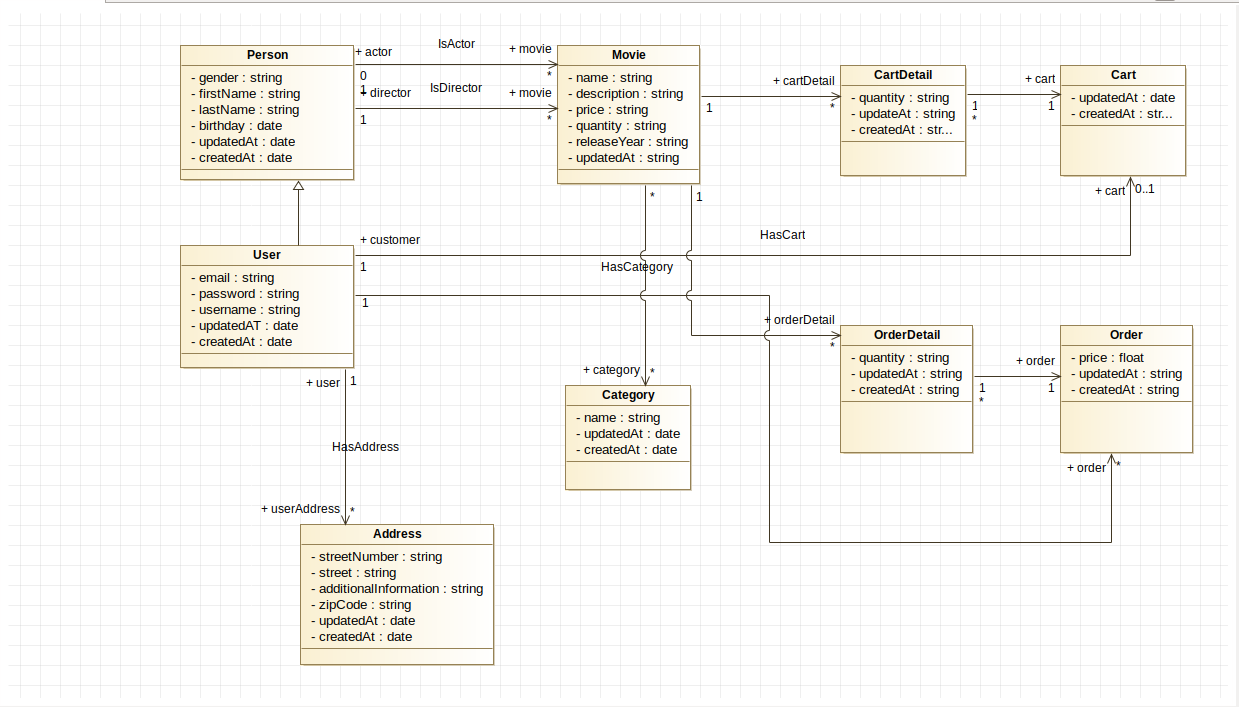 Person
- gender : string
- firstName : string
- lastName : string
- birthday : date
- updatedAt : date
- createdAt : date
+ actor
0
1
IsActor
+ movie
*
+ director
1
IsDirector
+ movie
*
Movie
- name : string
- description : string
- price : string
- quantity : string
- releaseYear : string
- updatedAt : string
1
+ cartDetail
*
CartDetail
- quantity : string
- updateAt : string
- createdAt : str...
1
*
+ cart
1
Cart
- updatedAt : date
- createdAt : str...
+ cart
0..1
*
1
User
- email : string
- password : string
- username : string
- updatedAT : date
- createdAt : date
+ customer
1
HasCart
HasCategory
1
+ orderDetail
*
OrderDetail
- quantity : string
- updatedAt : string
- createdAt : string
1
*
+ order
1
Order
- price : float
- updatedAt : string
- createdAt : string
+ order
*
+ category
*
Category
- name : string
- updatedAt : date
- createdAt : date
+ user
1
HasAddress
+ userAddress
*
Address
- streetNumber : string
- street : string
- additionalInformation : string
- zipCode : string
- updatedAt : date
- createdAt : date